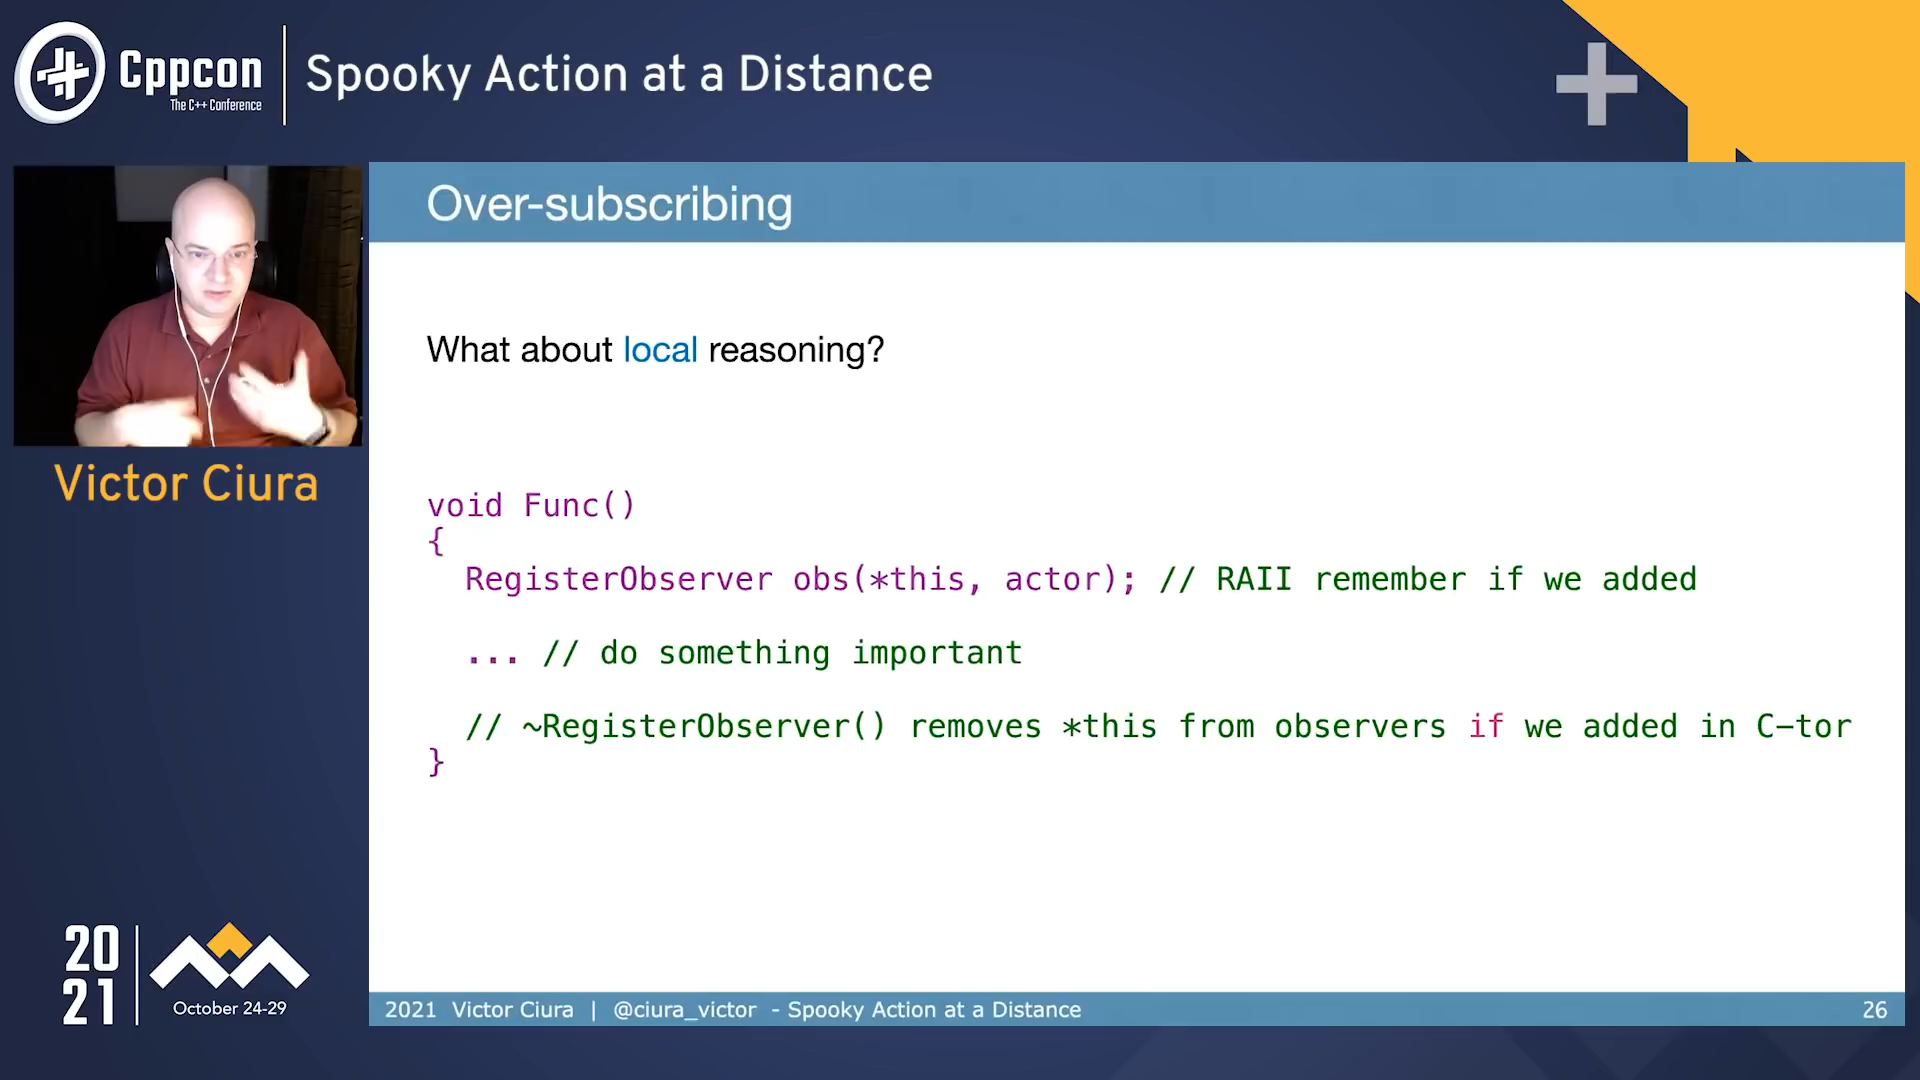 Cppcon
The C++ Conference
Spooky Action at a Distance
Victor Ciura
Over-subscribing
What about local reasoning?
void Func()
{
RegisterObserver obs(*this, actor); // RAII remember if we added
... // do something important
// ~RegisterObserver() removes *this from observers if we added in C-tor
}
20
21
October 24-29
2021 Victor Ciura | @ciura_victor - Spooky Action at a Distance
26